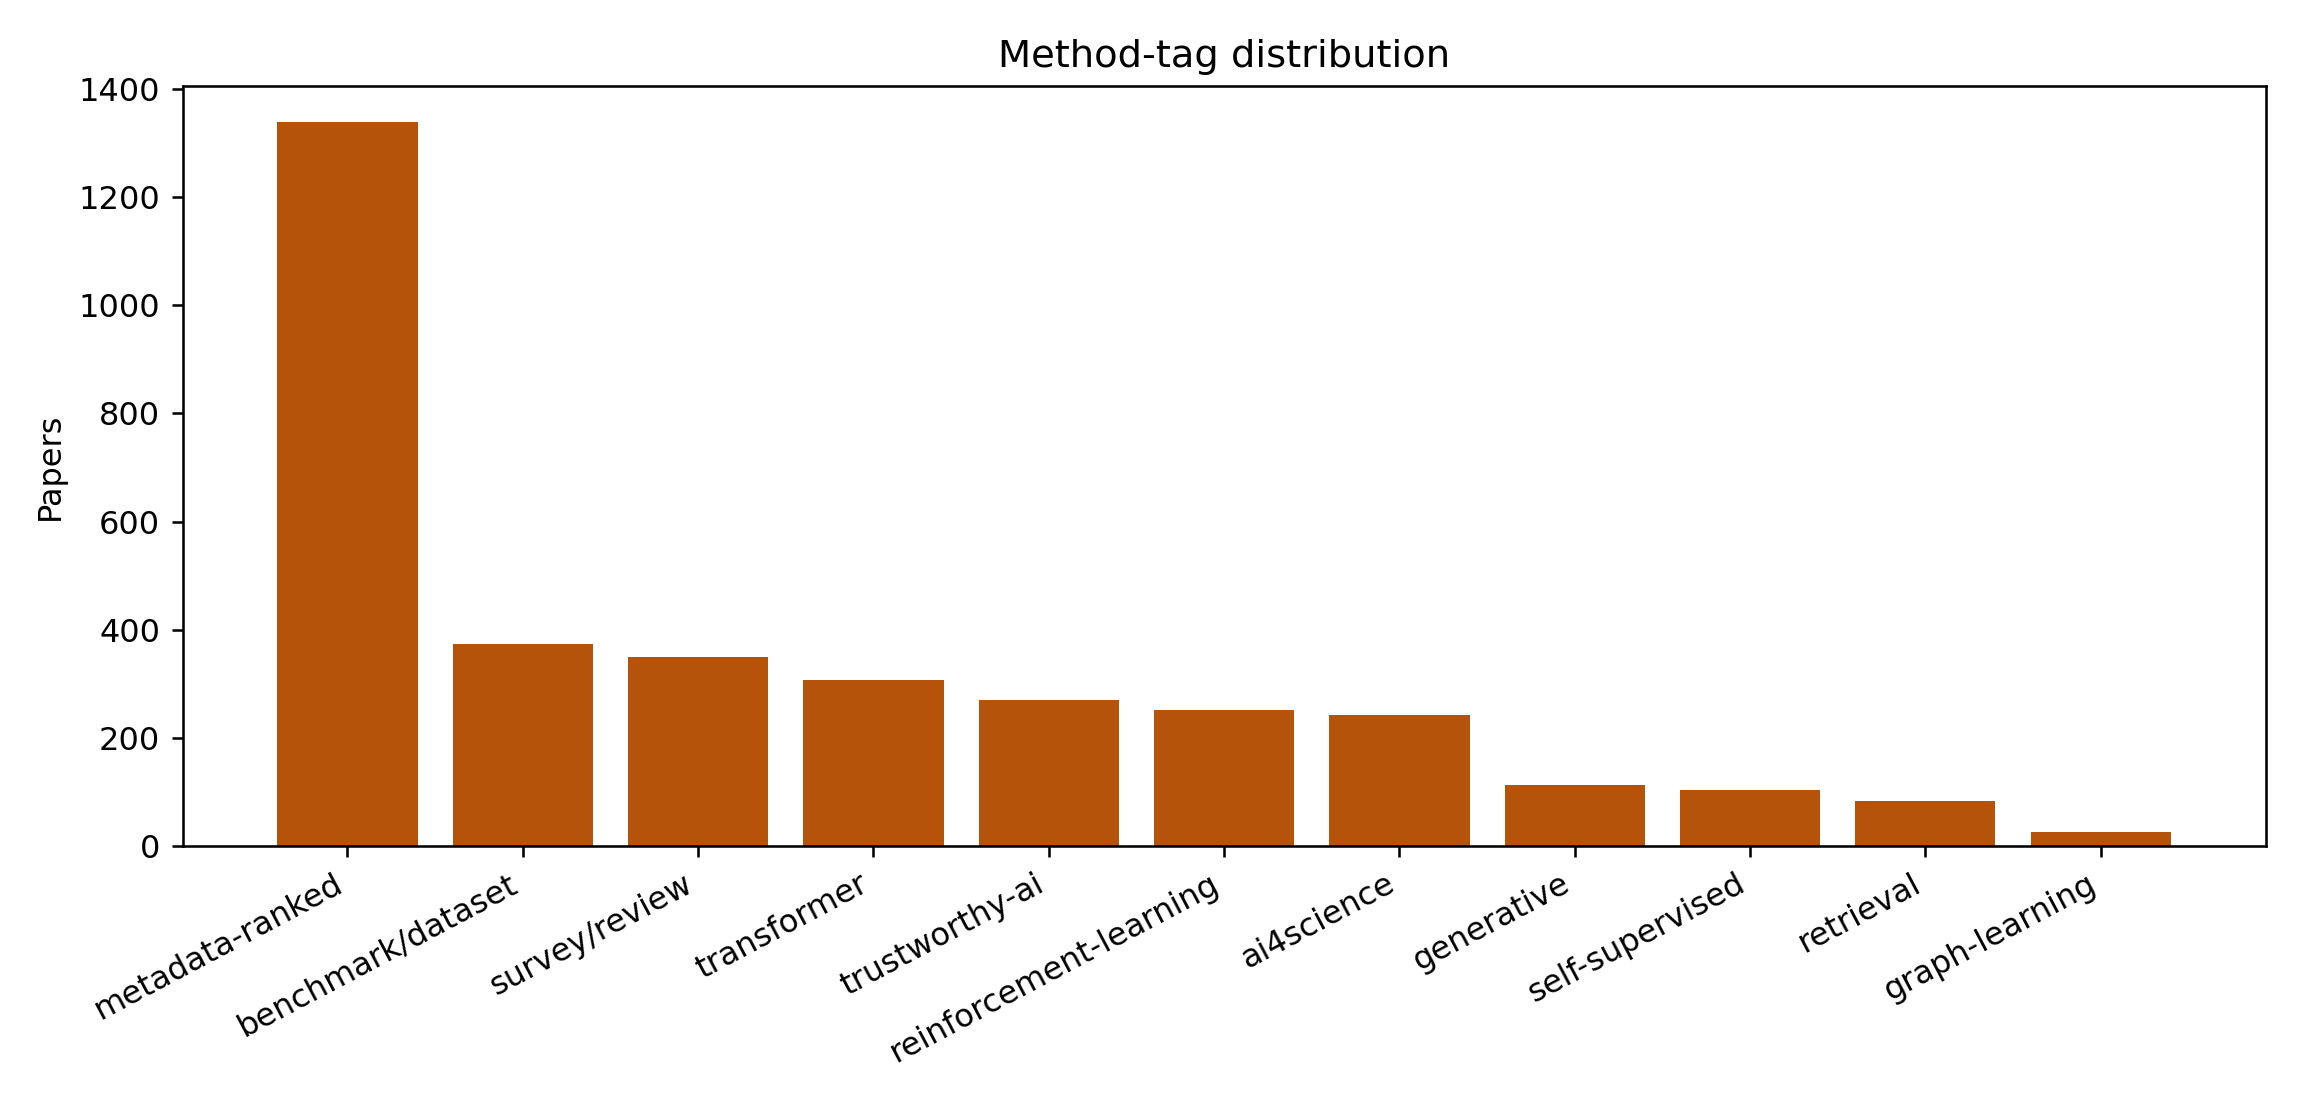 Method-tag distribution
Papers
1400
1200
1000
800
600
400
200
0
metadata-ranked
benchmark/dataset
survey/review
transformer
trustworthy-ai
reinforcement-learning
ai4science
generative
self-supervised
retrieval
graph-learning